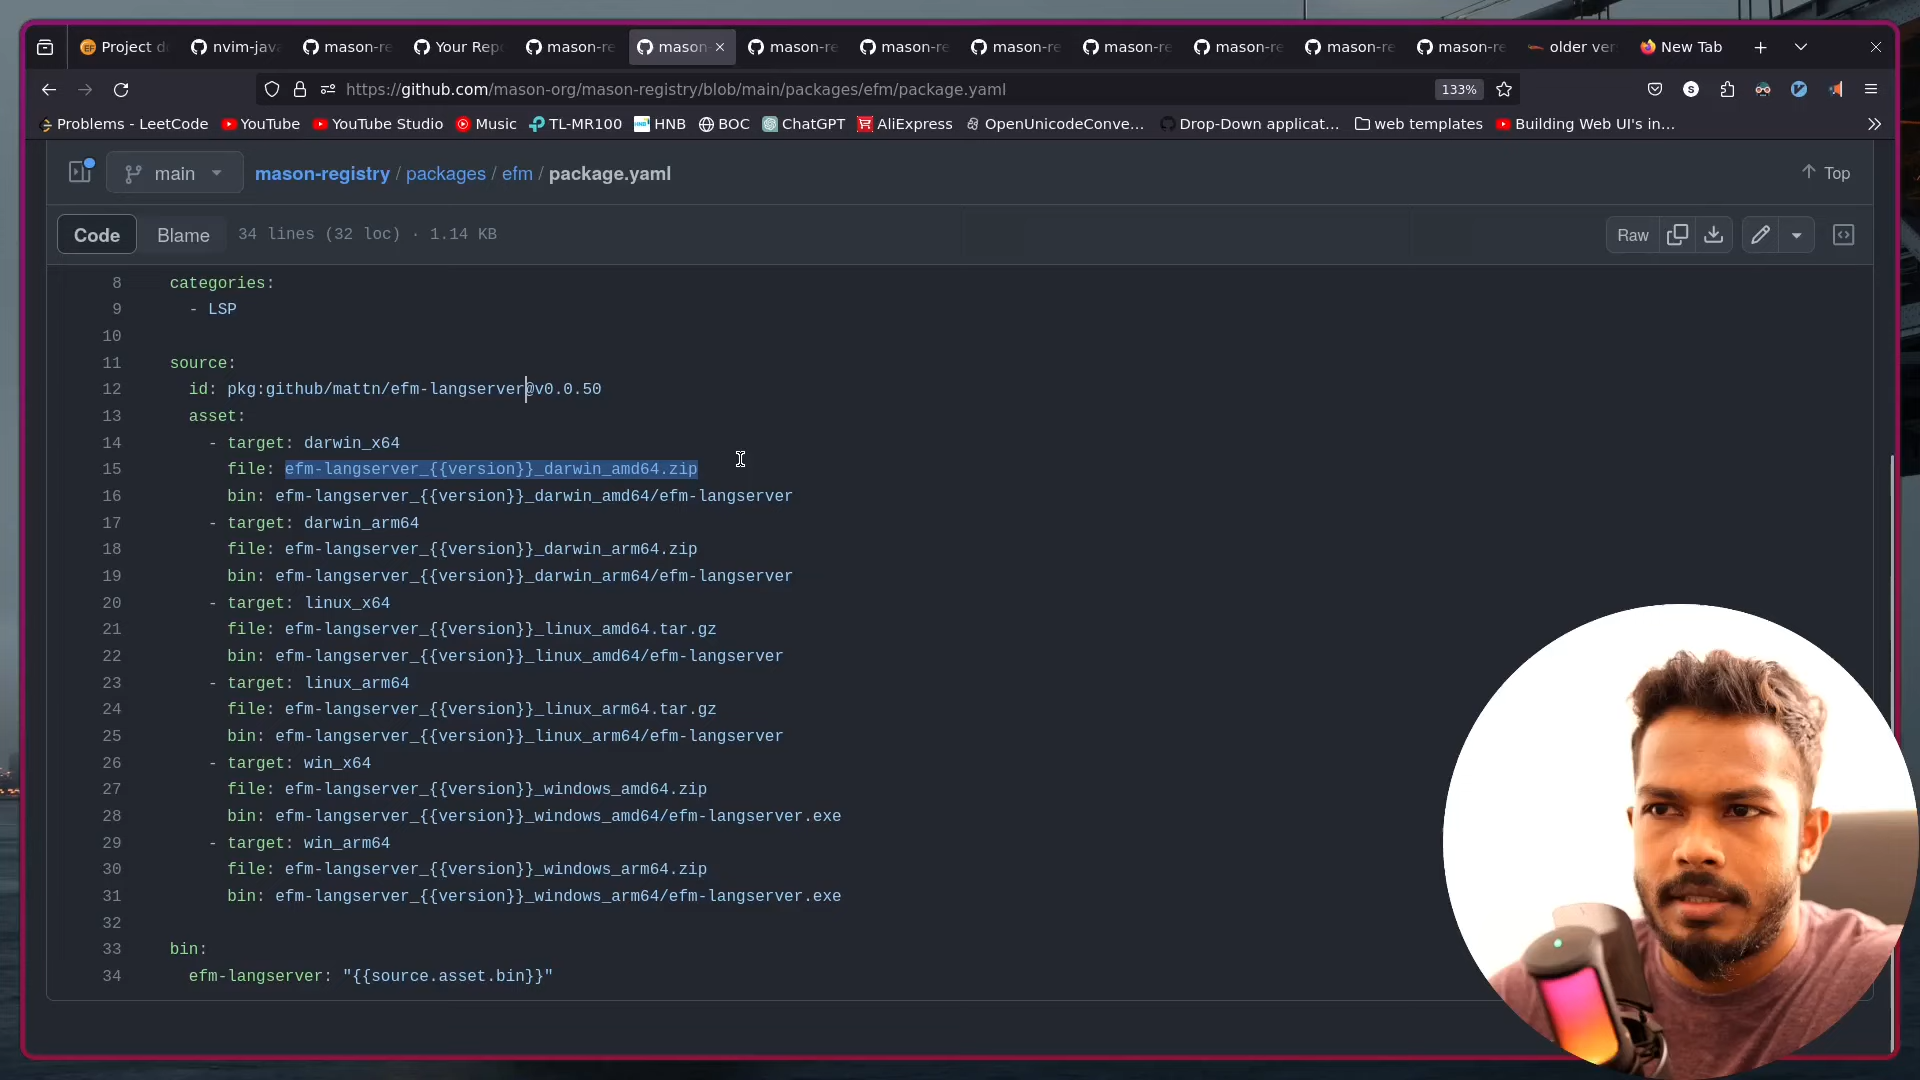 Project d
nvim-jav
mason-re
Your Rep
mason-re
mason-
mason-re
mason-re
mason-re
mason-re
mason-re
mason-re
mason-re
older ver
New Tab
https://github.com/mason-org/mason-registry/blob/main/packages/efm/package.yaml
133%
Problems - LeetCode
YouTube
YouTube Studio
Music
TL-MR100
HNB
BOC
ChatGPT
AliExpress
OpenUnicodeConve...
Drop-Down applicat...
web templates
Building Web UI's in...
main
mason-registry / packages / efm / package.yaml
Top
Code
Blame
34 lines (32 loc) · 1.14 KB
Raw
8 categories:
9 - LSP
10
11 source:
12 id: pkg:github/mattn/efm-langserver@v0.0.50
13 asset:
14 - target: darwin_x64
15 file: efm-langserver_{{version}}_darwin_amd64.zip
16 bin: efm-langserver_{{version}}_darwin_amd64/efm-langserver
17 - target: darwin_arm64
18 file: efm-langserver_{{version}}_darwin_arm64.zip
19 bin: efm-langserver_{{version}}_darwin_arm64/efm-langserver
20 - target: linux_x64
21 file: efm-langserver_{{version}}_linux_amd64.tar.gz
22 bin: efm-langserver_{{version}}_linux_amd64/efm-langserver
23 - target: linux_arm64
24 file: efm-langserver_{{version}}_linux_arm64.tar.gz
25 bin: efm-langserver_{{version}}_linux_arm64/efm-langserver
26 - target: win_x64
27 file: efm-langserver_{{version}}_windows_amd64.zip
28 bin: efm-langserver_{{version}}_windows_amd64/efm-langserver.exe
29 - target: win_arm64
30 file: efm-langserver_{{version}}_windows_arm64.zip
31 bin: efm-langserver_{{version}}_windows_arm64/efm-langserver.exe
32
33 bin:
34 efm-langserver: "{{source.asset.bin}}"